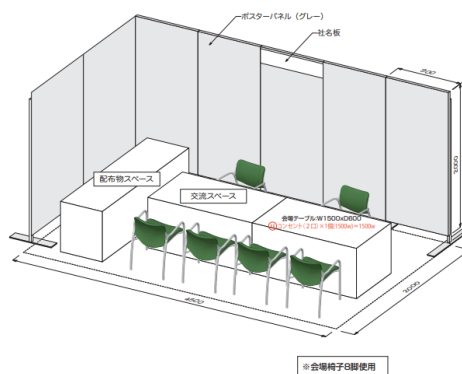 ポスターパネル（グレー）
社名板
900
配布物スペース
交流スペース
会場テーブル W1500xD600
コンセント（2口）×1個(1500w)＝1500w
4500
※会場椅子8脚使用